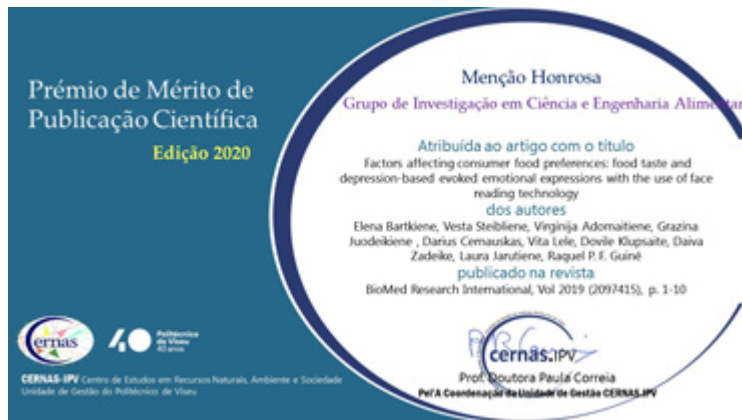 Prémio de Mérito de
Publicação Científica
Edição 2020
Menção Honrosa
Grupo de Investigação em Ciência e Engenharia Alimentar
Atribuída ao artigo com o título
Factors affecting consumer food preferences: food taste and
depression-based evoked emotional expressions with the use of face
reading technology
dos autores
Elena Bartkiene, Vesta Steibliene, Virginija Adomaitiene, Grazina
Juodeikiene , Darius Cernauskas, Vita Lele, Dovile Klupsaite, Daiva
Zadeike, Laura Jarutiene, Raquel P. F. Guiné
publicado na revista
BioMed Research International, Vol 2019 (2097415), p. 1-10
cernas
40
Politécnico
de Viseu
40 anos
CERNAS-IPV Centro de Estudos em Recursos Naturais, Ambiente e Sociedade
Unidade de Gestão do Politécnico de Viseu
cernas.IPV
Prof. Doutora Paula Correia
Pel'A Coordenação da Unidade de Gestão CERNAS.IPV